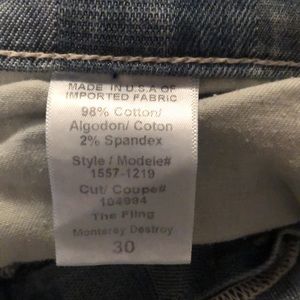 MADE IN U.S.A OF
IMPORTED FABRIC
98% Cotton/
Algodon/ Coton
2% Spandex
Style / Modele#
1557-1219
Cut/ Coupe#
104994
The Fling
Monterey Destroy
30